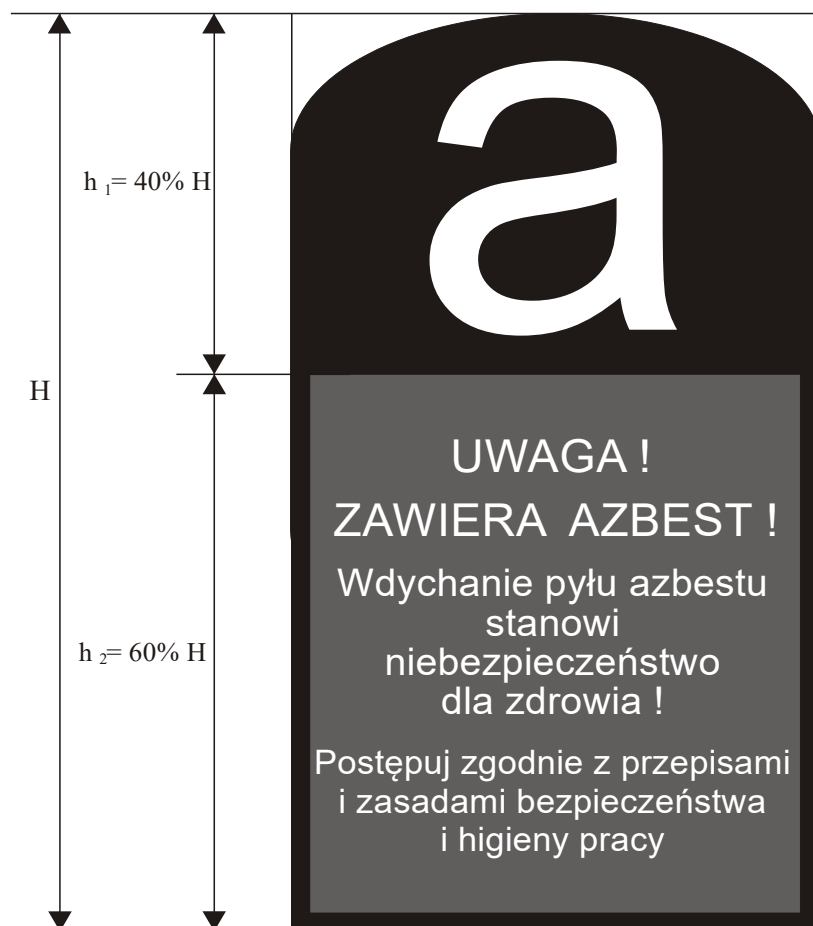 a
h 1= 40% H
H
UWAGA !
ZAWIERA AZBEST !
Wdychanie pyłu azbestu
stanowi
niebezpieczeństwo
dla zdrowia !
h 2= 60% H
Postępuj zgodnie z przepisami
i zasadami bezpieczeństwa
i higieny pracy